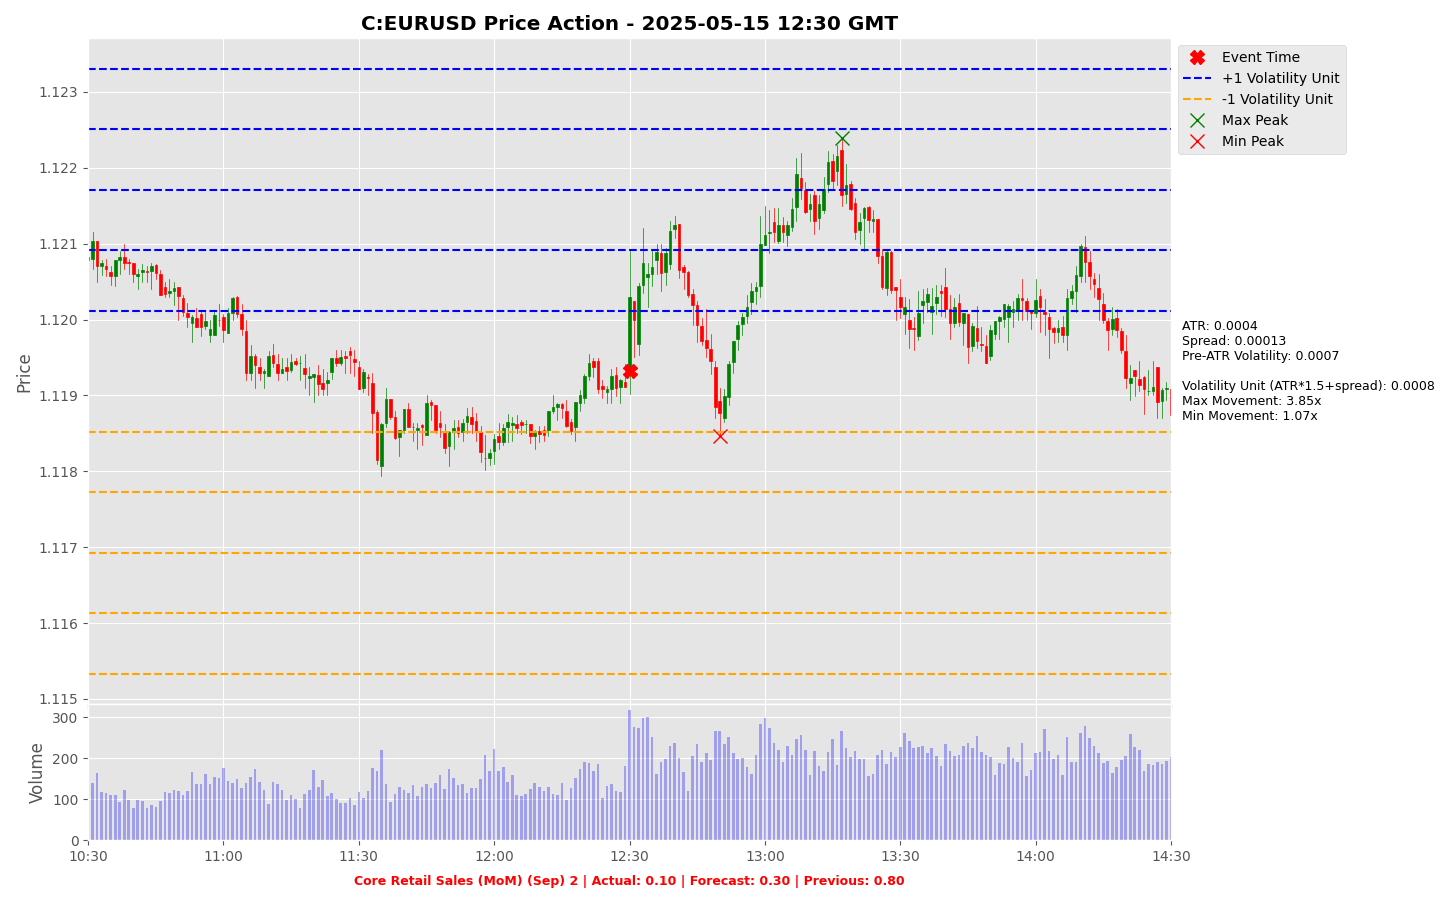 C:EURUSD Price Action - 2025-05-15 12:30 GMT
Event Time
+1 Volatility Unit
-1 Volatility Unit
Max Peak
Min Peak
1.123
1.122
1.121
1.120
1.119
1.118
1.117
1.116
1.115
Price
ATR: 0.0004
Spread: 0.00013
Pre-ATR Volatility: 0.0007
Volatility Unit (ATR*1.5+spread): 0.0008
Max Movement: 3.85x
Min Movement: 1.07x
300
200
100
0
Volume
10:30 11:00 11:30 12:00 12:30 13:00 13:30 14:00 14:30
Core Retail Sales (MoM) (Sep) 2 | Actual: 0.10 | Forecast: 0.30 | Previous: 0.80